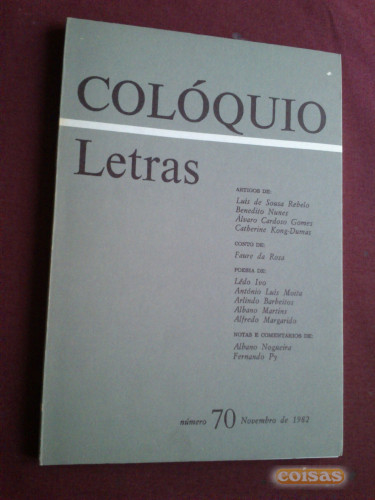 COLÓQUIO
Letras
ARTIGOS DE:
Luís de Sousa Rebelo
Benedito Nunes
Álvaro Cardoso Gomes
Catherine Kong-Dumas
CONTO DE:
Faure da Rosa
POESIA DE:
Lêdo Ivo
António Luís Moita
Arlindo Barbeitos
Albano Martins
Alfredo Margarido
NOTAS E COMENTÁRIOS DE:
Albano Nogueira
Fernando Py
número 70 Novembro de 1982
coisas